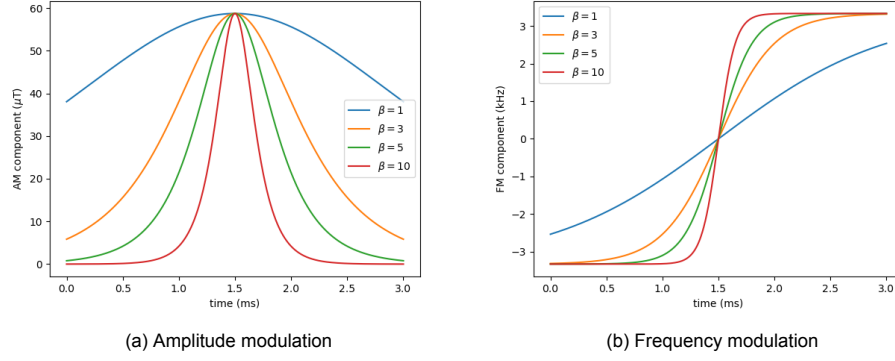 60
50
40
30
20
10
0
AM component (μT)
β = 1
β = 3
β = 5
β = 10
0.0 0.5 1.0 1.5 2.0 2.5 3.0
time (ms)
(a) Amplitude modulation
3
2
1
0
−1
−2
−3
FM component (kHz)
β = 1
β = 3
β = 5
β = 10
0.0 0.5 1.0 1.5 2.0 2.5 3.0
time (ms)
(b) Frequency modulation